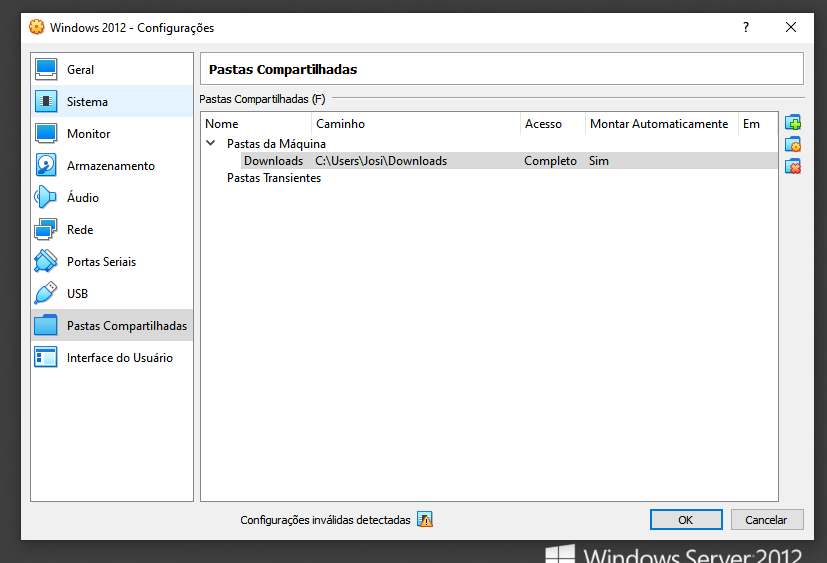 Windows 2012 - Configurações
?
Geral
Sistema
Monitor
Armazenamento
Áudio
Rede
Portas Seriais
USB
Pastas Compartilhadas
Interface do Usuário
Pastas Compartilhadas
Pastas Compartilhadas (F)
Nome Caminho Acesso Montar Automaticamente Em
Pastas da Máquina
Downloads C:\Users\Josi\Downloads Completo Sim
Pastas Transientes
Configurações inválidas detectadas
OK Cancelar
Windows Server 2012